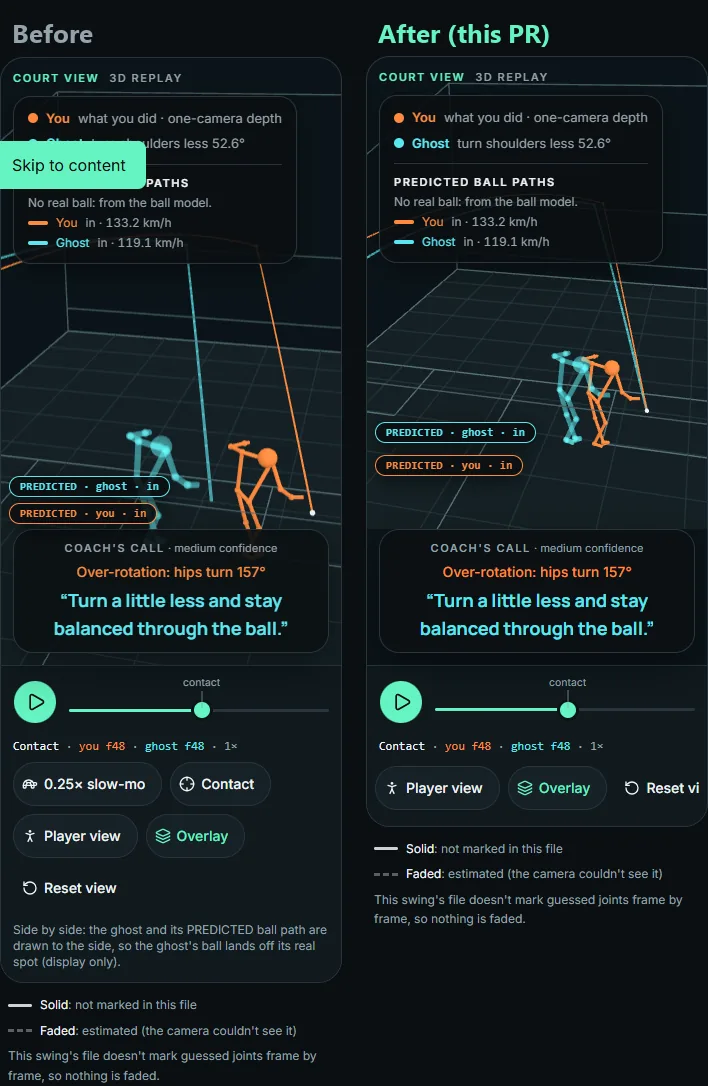 Before
COURT VIEW 3D REPLAY
You what you did · one-camera depth
shoulders less 52.6°
Skip to content
PATHS
No real ball: from the ball model.
You in · 133.2 km/h
Ghost in · 119.1 km/h
PREDICTED · ghost · in
PREDICTED · you · in
COACH'S CALL · medium confidence
Over-rotation: hips turn 157°
“Turn a little less and stay
balanced through the ball.”
contact
Contact · you f48 · ghost f48 · 1×
0.25× slow-mo
Contact
Player view
Overlay
Reset view
Side by side: the ghost and its PREDICTED ball path are
drawn to the side, so the ghost's ball lands off its real
spot (display only).
Solid: not marked in this file
Faded: estimated (the camera couldn't see it)
This swing's file doesn't mark guessed joints frame by
frame, so nothing is faded.
After (this PR)
COURT VIEW 3D REPLAY
You what you did · one-camera depth
Ghost turn shoulders less 52.6°
PREDICTED BALL PATHS
No real ball: from the ball model.
You in · 133.2 km/h
Ghost in · 119.1 km/h
PREDICTED · ghost · in
PREDICTED · you · in
COACH'S CALL · medium confidence
Over-rotation: hips turn 157°
“Turn a little less and stay
balanced through the ball.”
contact
Contact · you f48 · ghost f48 · 1×
Player view
Overlay
Reset vi
Solid: not marked in this file
Faded: estimated (the camera couldn't see it)
This swing's file doesn't mark guessed joints frame by
frame, so nothing is faded.